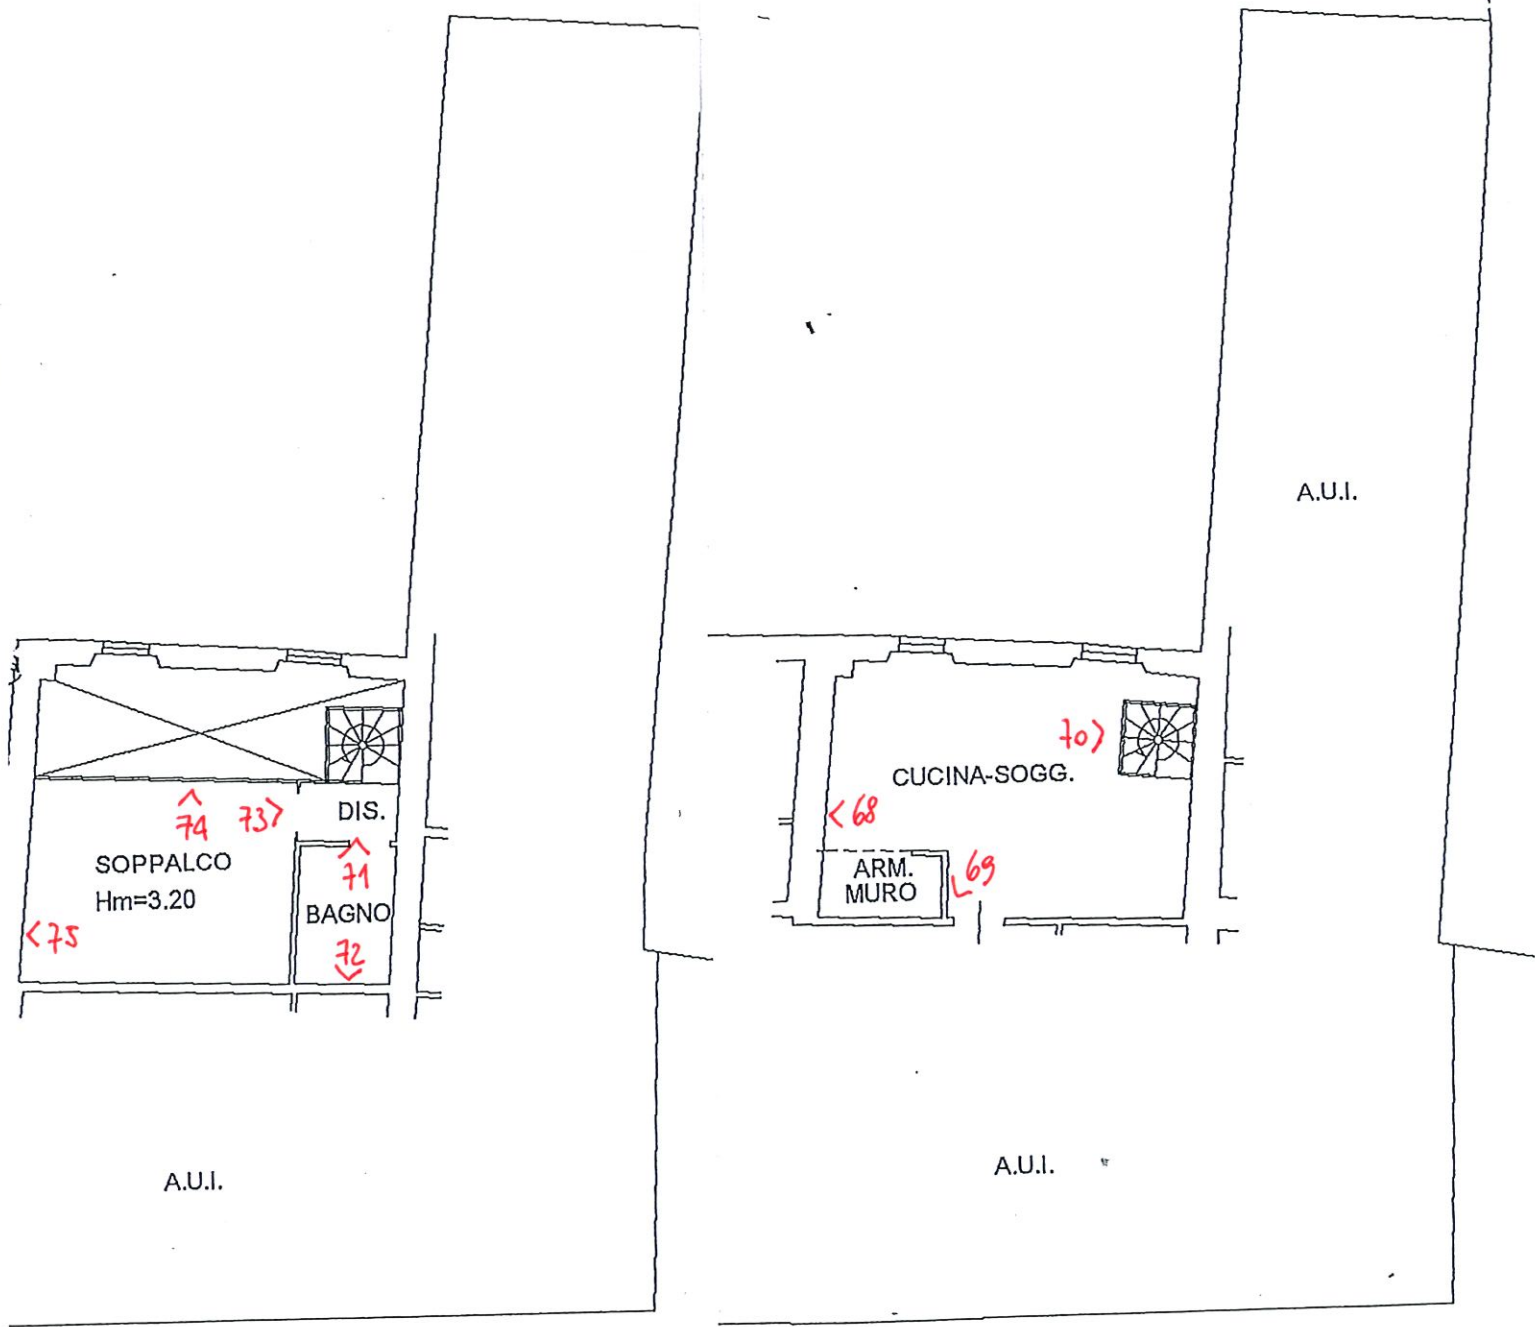 73>
DIS.
74
SOPPALCO
Hm=3.20
71
BAGNO
<75
72
A.U.I.
A.U.I.
70>
CUCINA-SOGG.
<68
ARM.
MURO
69
A.U.I.